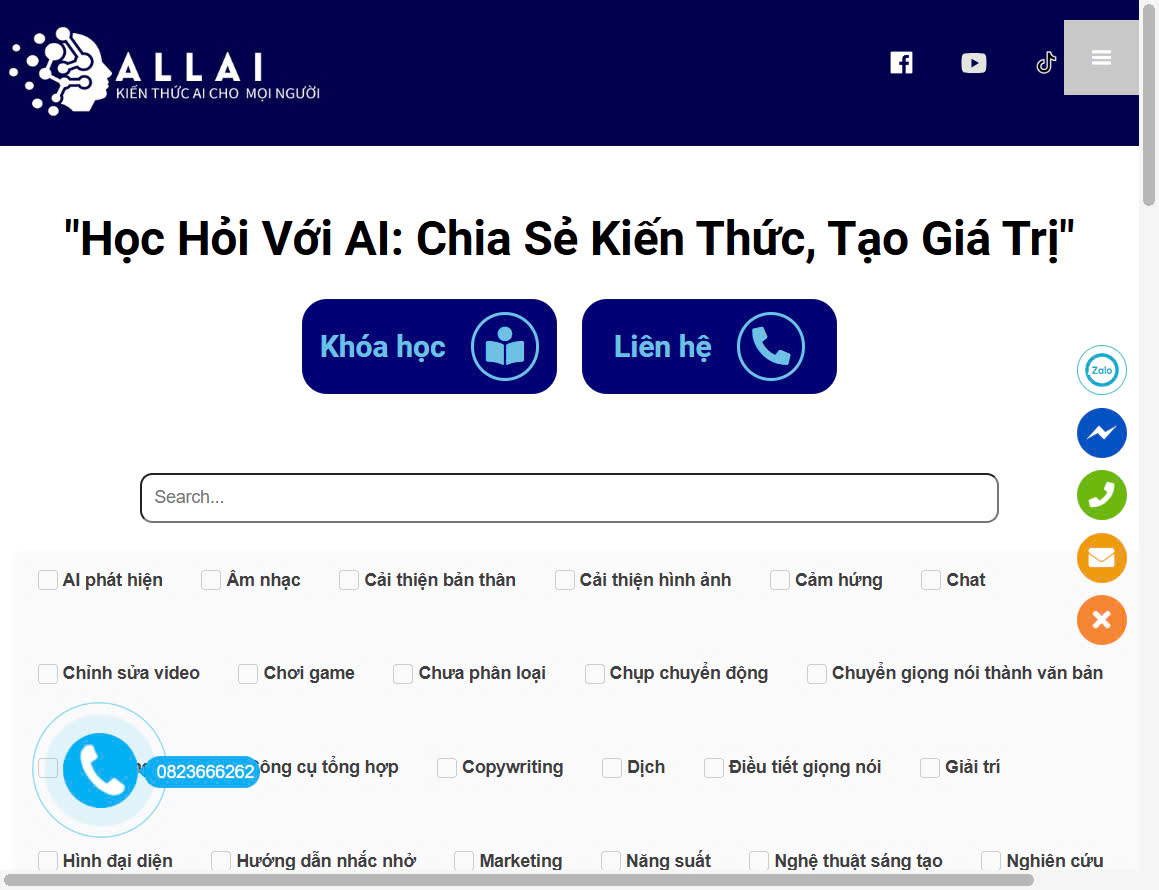 ALLAI
KIẾN THỨC AI CHO MỌI NGƯỜI
"Học Hỏi Với AI: Chia Sẻ Kiến Thức, Tạo Giá Trị"
Khóa học Liên hệ
Zalo
Search...
AI phát hiện Âm nhạc Cải thiện bản thân Cải thiện hình ảnh Cảm hứng Chat
Chỉnh sửa video Chơi game Chưa phân loại Chụp chuyển động Chuyển giọng nói thành văn bản
0823666262 cụ tổng hợp Copywriting Dịch Điều tiết giọng nói Giải trí
Hình đại diện Hướng dẫn nhắc nhở Marketing Năng suất Nghệ thuật sáng tạo Nghiên cứu